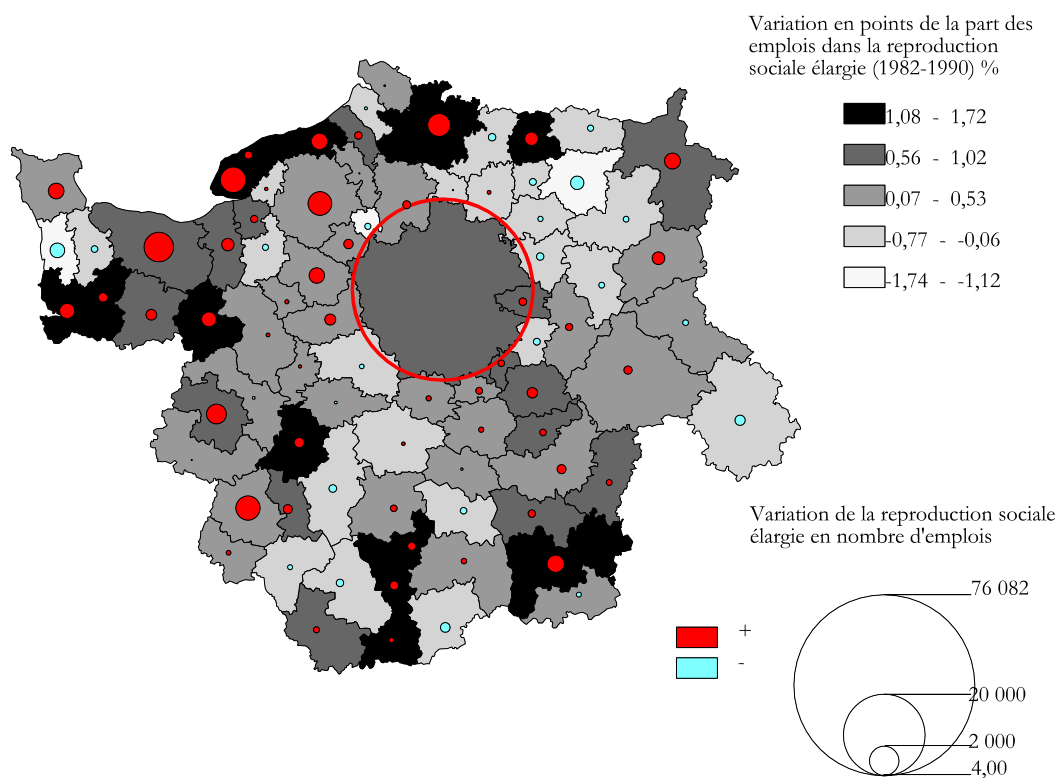 Variation en points de la part des
emplois dans la reproduction
sociale élargie (1982-1990) %
1,08 - 1,72
0,56 - 1,02
0,07 - 0,53
-0,77 - -0,06
-1,74 - -1,12
Variation de la reproduction sociale
élargie en nombre d'emplois
76 082
20 000
2 000
4,00
+
-